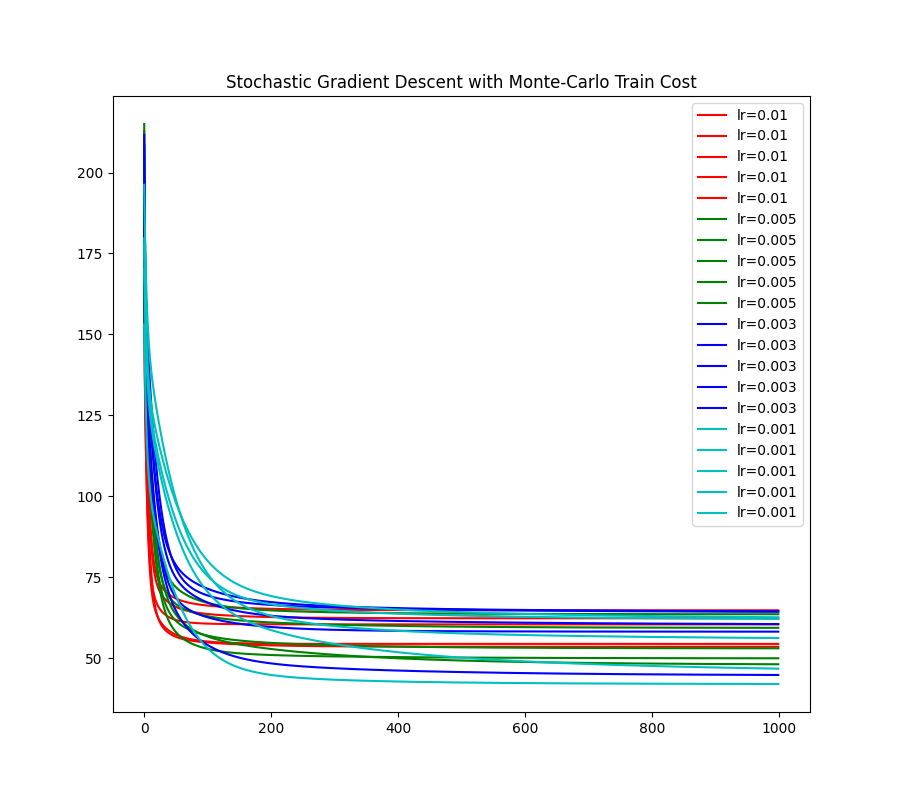 Stochastic Gradient Descent with Monte-Carlo Train Cost
lr=0.01
lr=0.01
lr=0.01
lr=0.01
lr=0.01
lr=0.005
lr=0.005
lr=0.005
lr=0.005
lr=0.005
lr=0.003
lr=0.003
lr=0.003
lr=0.003
lr=0.003
lr=0.001
lr=0.001
lr=0.001
lr=0.001
lr=0.001
200
175
150
125
100
75
50
0 200 400 600 800 1000